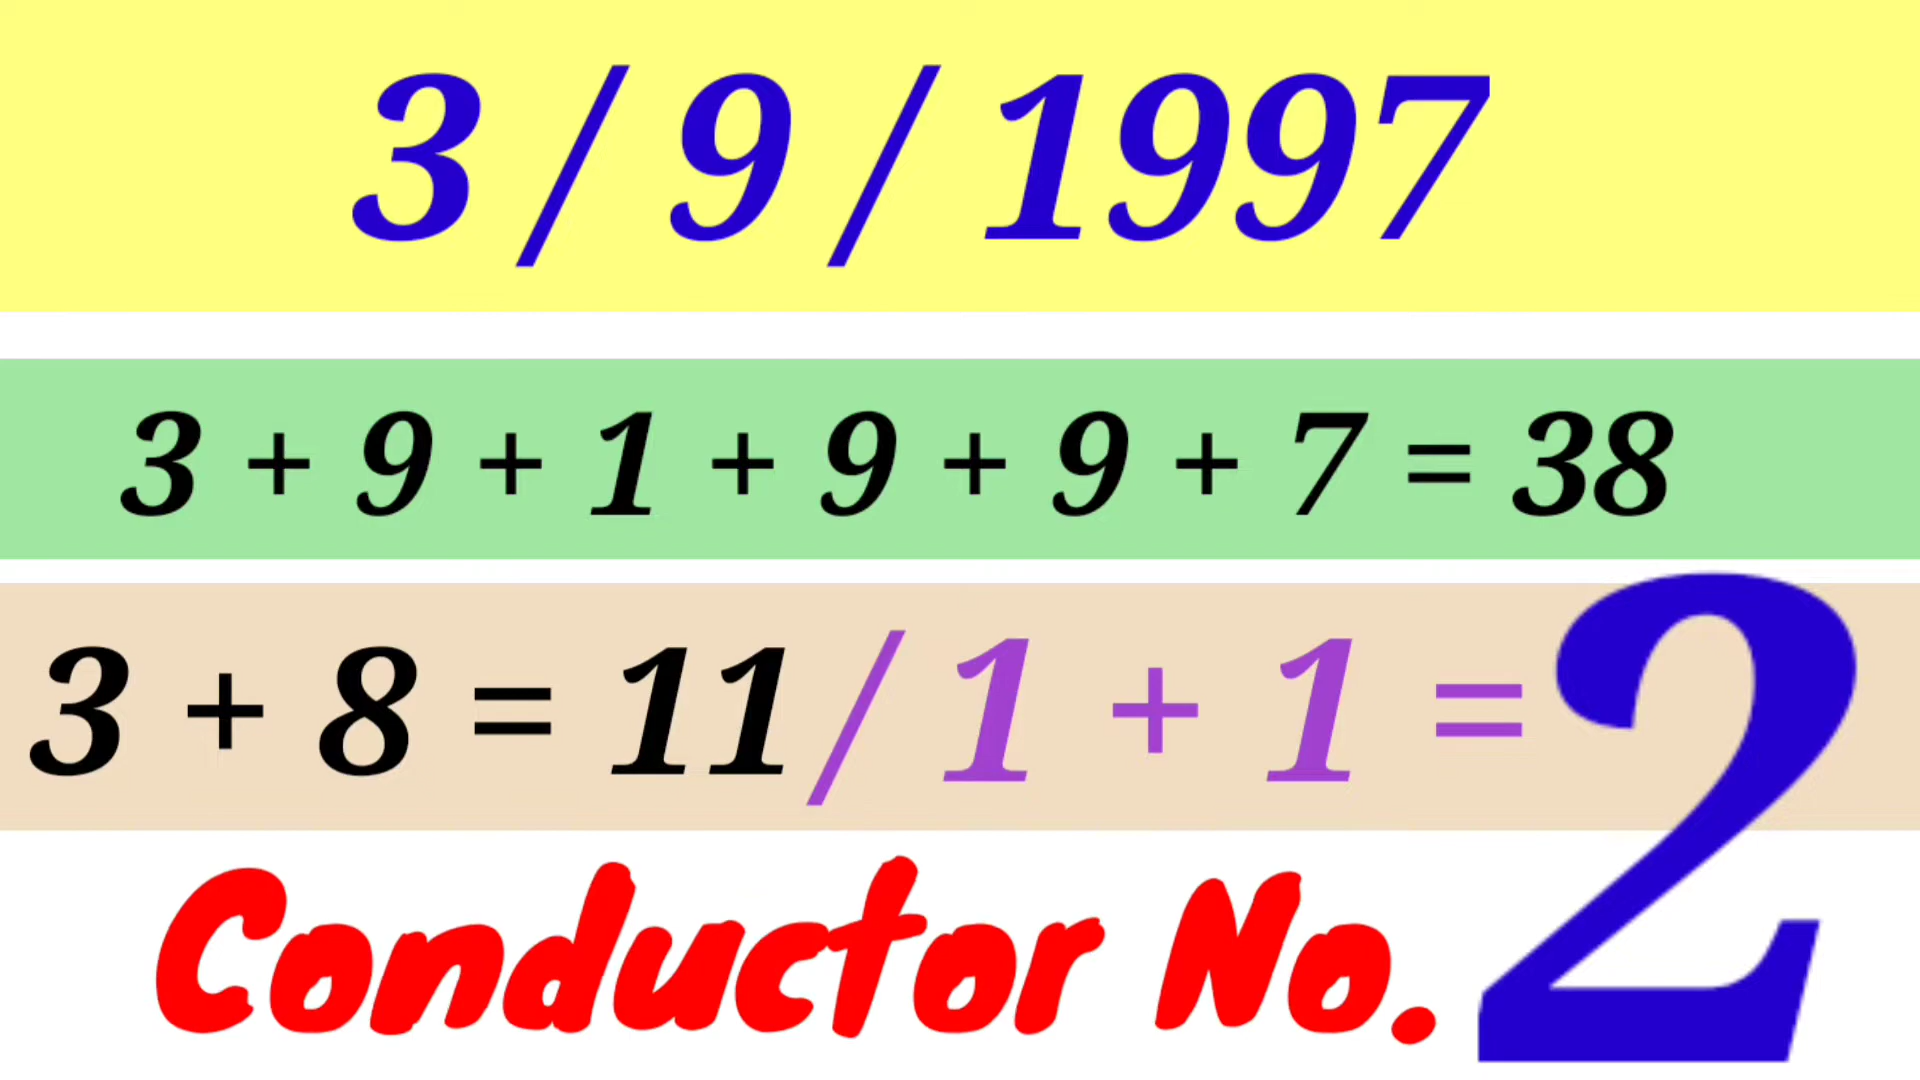 3 / 9 / 1997
3 + 9 + 1 + 9 + 9 + 7 = 38
3 + 8 = 11/ 1 + 1 = 2
Conductor No.